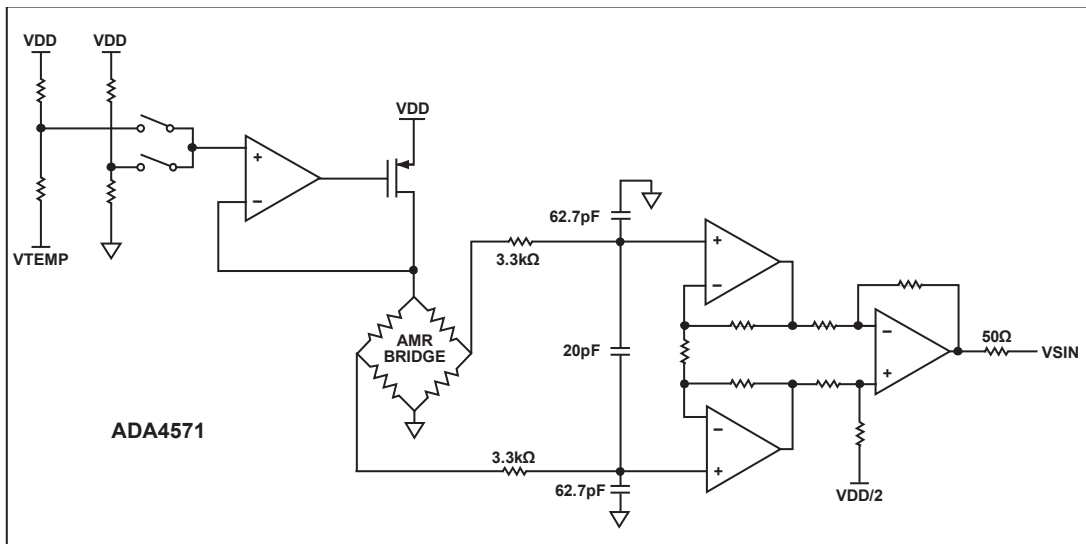 VDD
VDD
VDD
VTEMP
62.7pF
3.3kΩ
AMR
BRIDGE
20pF
50Ω
VSIN
ADA4571
3.3kΩ
62.7pF
VDD/2
+
−
+
−
−
+
−
+